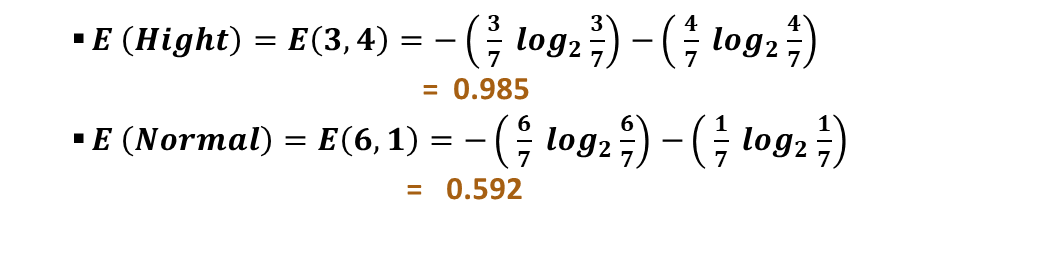 ▪ E (Hight) = E(3, 4) = −(3/7 log₂ 3/7) − (4/7 log₂ 4/7)
= 0.985
▪ E (Normal) = E(6, 1) = −(6/7 log₂ 6/7) − (1/7 log₂ 1/7)
= 0.592